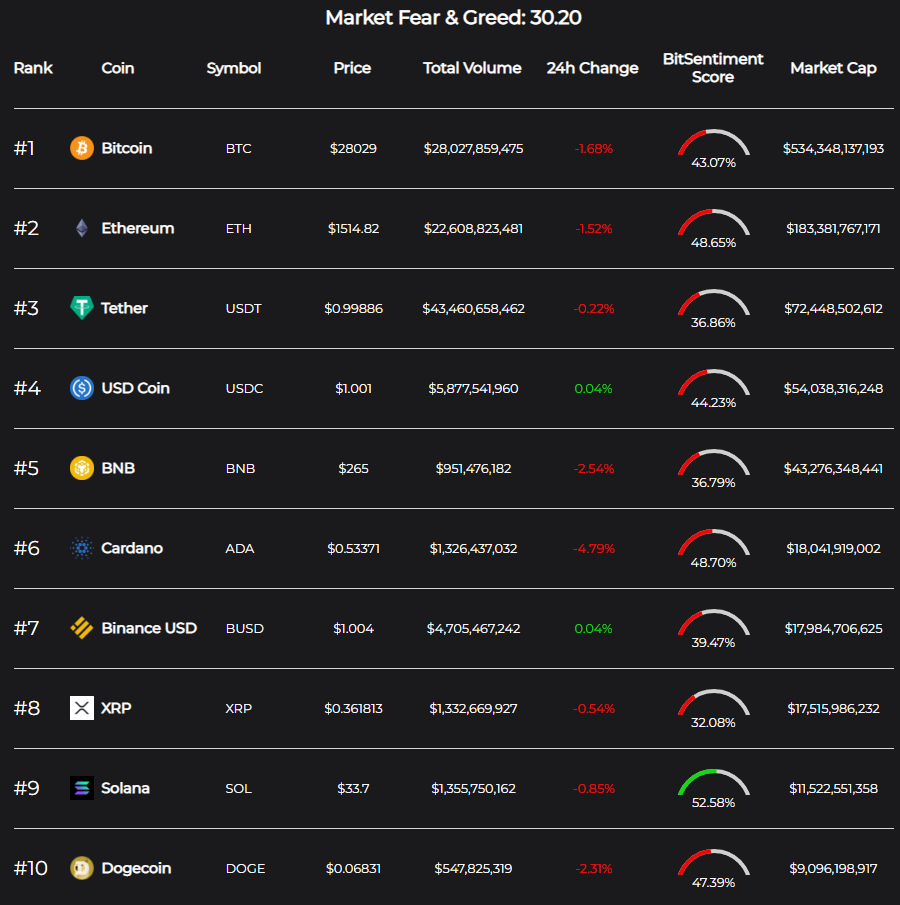 Market Fear & Greed: 30.20
Rank Coin Symbol Price Total Volume 24h Change BitSentiment Score Market Cap
#1 Bitcoin BTC $28029 $28,027,859,475 -1.68% 43.07% $534,348,137,193
#2 Ethereum ETH $1514.82 $22,608,823,481 -1.52% 48.65% $183,381,767,171
#3 Tether USDT $0.99886 $43,460,658,462 -0.22% 36.86% $72,448,502,612
#4 USD Coin USDC $1.001 $5,877,541,960 0.04% 44.23% $54,038,316,248
#5 BNB BNB $265 $951,476,182 -2.54% 36.79% $43,276,348,441
#6 Cardano ADA $0.53371 $1,326,437,032 -4.79% 48.70% $18,041,919,002
#7 Binance USD BUSD $1.004 $4,705,467,242 0.04% 39.47% $17,984,706,625
#8 XRP XRP $0.361813 $1,332,669,927 -0.54% 32.08% $17,515,986,232
#9 Solana SOL $33.7 $1,355,750,162 -0.85% 52.58% $11,522,551,358
#10 Dogecoin DOGE $0.06831 $547,825,319 -2.31% 47.39% $9,096,198,917